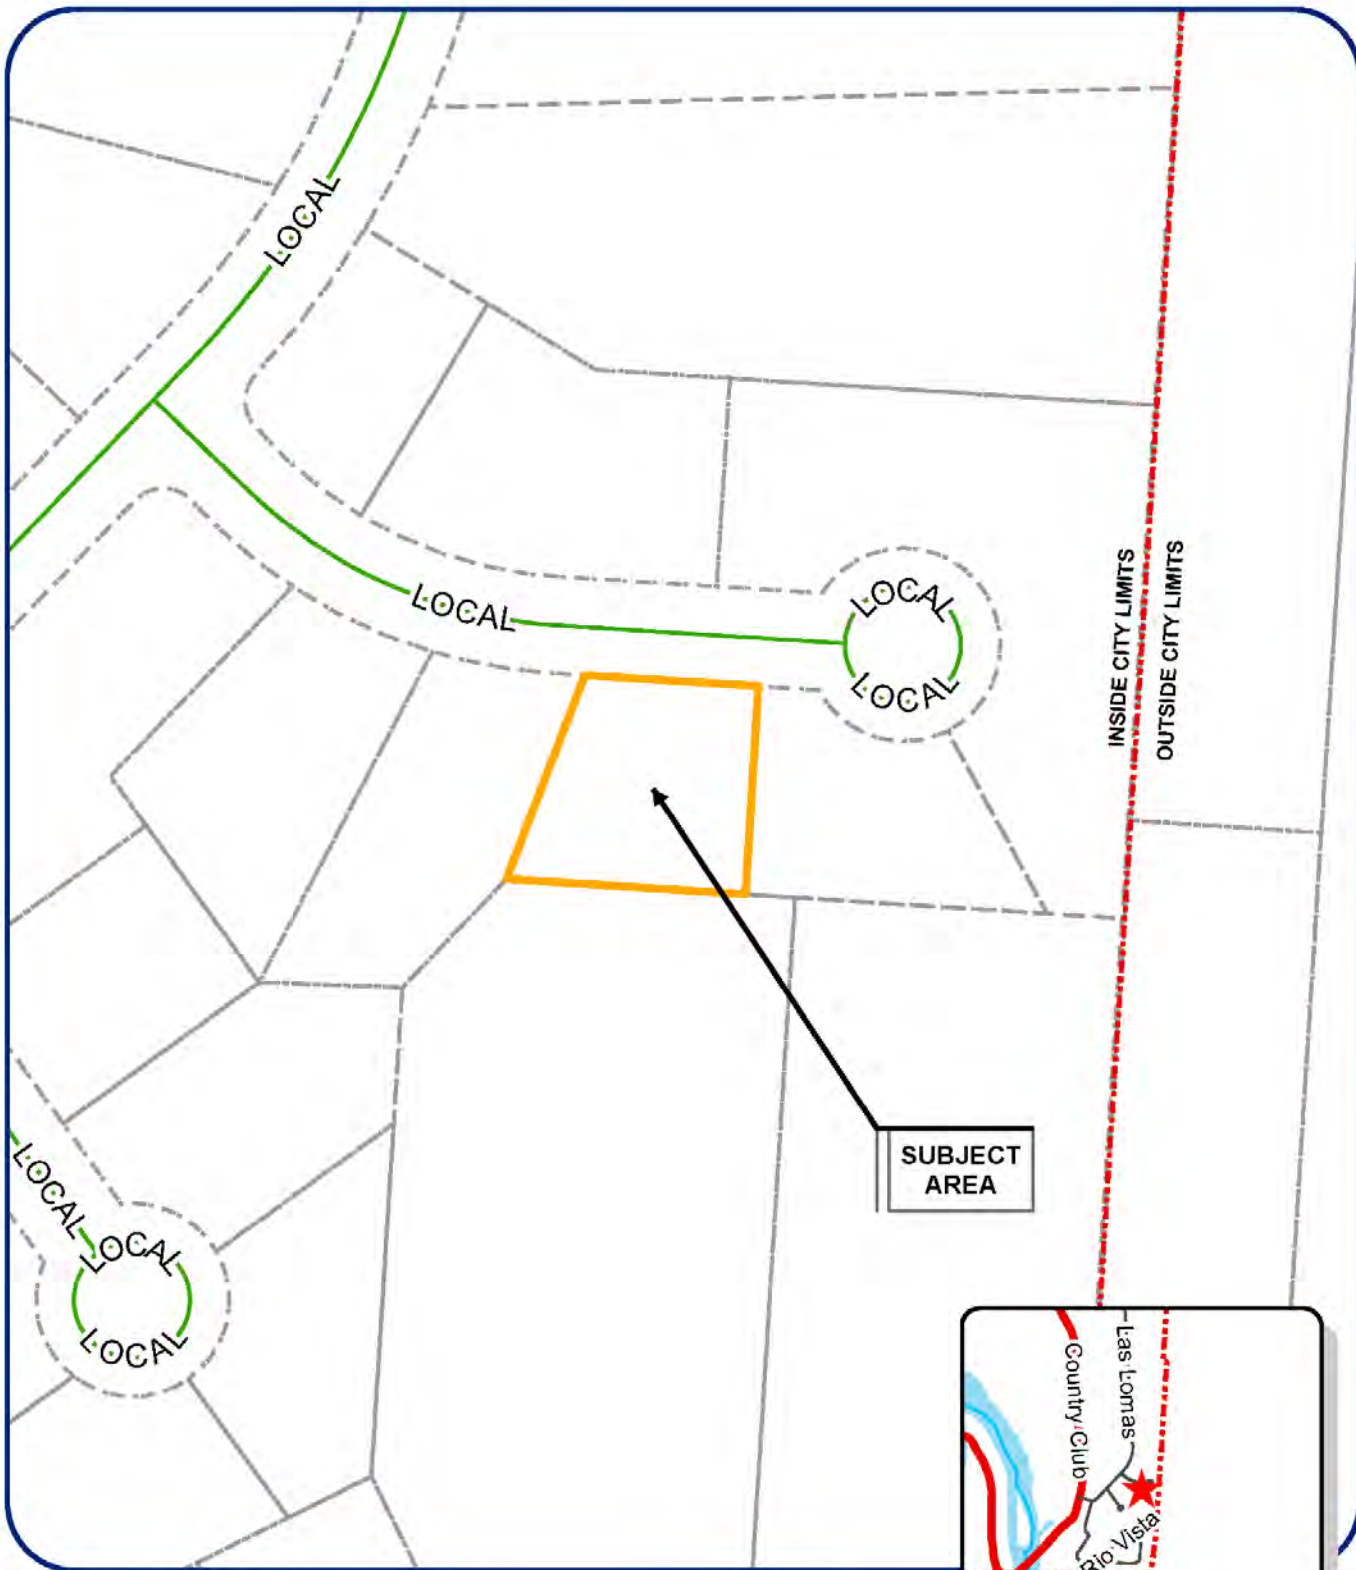 LOCAL
LOCAL
LOCAL
LOCAL
INSIDE CITY LIMITS
OUTSIDE CITY LIMITS
SUBJECT
AREA
LOCAL
LOCAL
LOCAL
Country Club
Las Lomas
Rio Vista